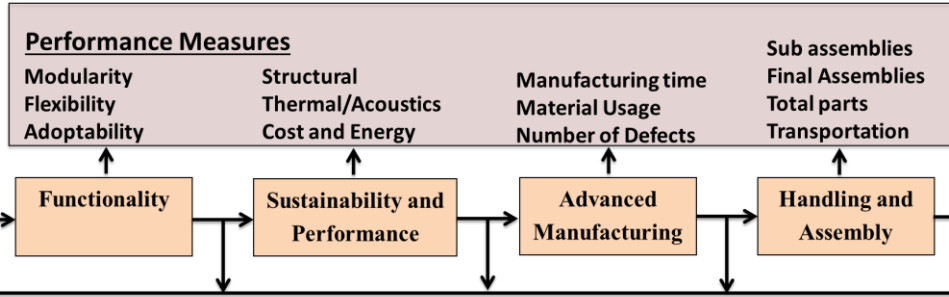 Performance Measures
Modularity
Flexibility
Adoptability
Structural
Thermal/Acoustics
Cost and Energy
Manufacturing time
Material Usage
Number of Defects
Sub assemblies
Final Assemblies
Total parts
Transportation
Functionality
Sustainability and
Performance
Advanced
Manufacturing
Handling and
Assembly